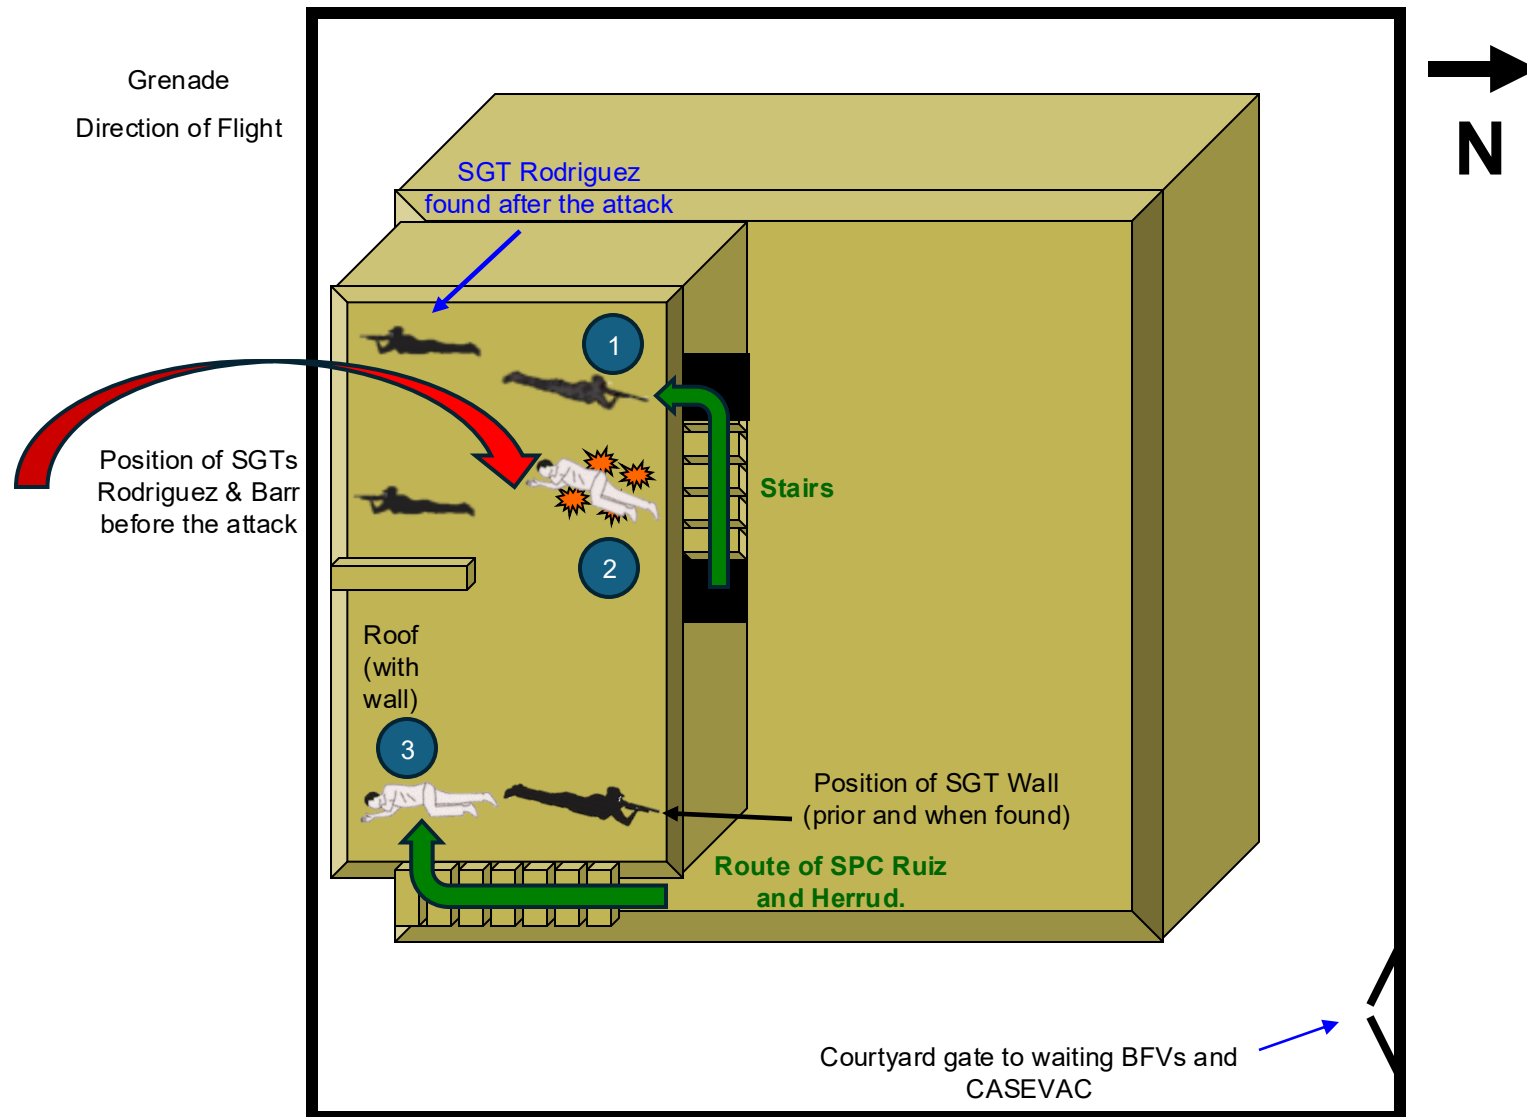 Grenade
Direction of Flight
N
SGT Rodriguez
found after the attack
1
Position of SGTs
Rodriguez & Barr
before the attack
Stairs
2
Roof
(with
wall)
3
Position of SGT Wall
(prior and when found)
Route of SPC Ruiz
and Herrud.
Courtyard gate to waiting BFVs and
CASEVAC